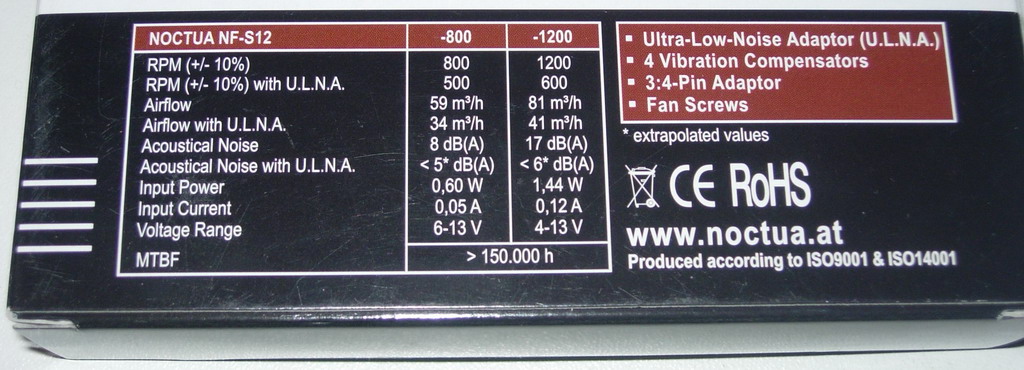 NOCTUA NF-S12 -800 -1200
RPM (+/- 10%) 800 1200
RPM (+/- 10%) with U.L.N.A. 500 600
Airflow 59 m³/h 81 m³/h
Airflow with U.L.N.A. 34 m³/h 41 m³/h
Acoustical Noise 8 dB(A) 17 dB(A)
Acoustical Noise with U.L.N.A. < 5* dB(A) < 6* dB(A)
Input Power 0,60 W 1,44 W
Input Current 0,05 A 0,12 A
Voltage Range 6-13 V 4-13 V
MTBF > 150.000 h
▪ Ultra-Low-Noise Adaptor (U.L.N.A.)
▪ 4 Vibration Compensators
▪ 3:4-Pin Adaptor
▪ Fan Screws
* extrapolated values
CE RoHS
www.noctua.at
Produced according to ISO9001 & ISO14001